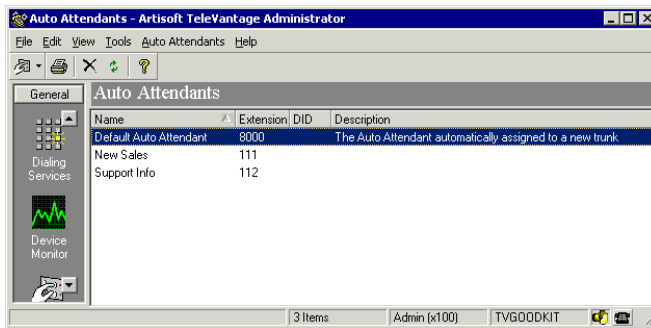 Auto Attendants - Artisoft TeleVantage Administrator
File Edit View Tools Auto Attendants Help
General Auto Attendants
Name Extension DID Description
Default Auto Attendant 8000 The Auto Attendant automatically assigned to a new trunk
New Sales 111
Support Info 112
Dialing
Services
Device
Monitor
3 Items Admin (x100) TVGOODKIT